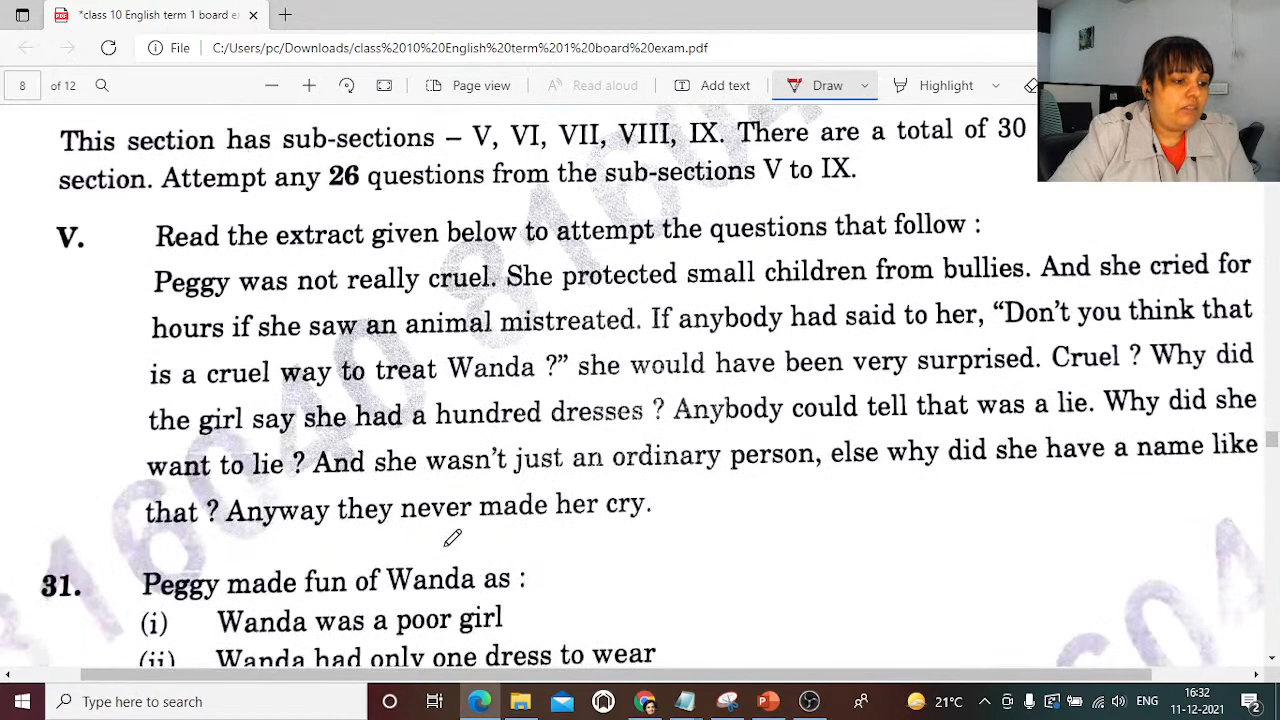 *class 10 English term 1 board e
File
C:/Users/pc/Downloads/class%2010%20English%20term%201%20board%20exam.pdf
8 of 12
Page view
Read aloud
Add text
Draw
Highlight
This section has sub-sections – V, VI, VII, VIII, IX. There are a total of 30
section. Attempt any 26 questions from the sub-sections V to IX.
V. Read the extract given below to attempt the questions that follow :
Peggy was not really cruel. She protected small children from bullies. And she cried for
hours if she saw an animal mistreated. If anybody had said to her, “Don’t you think that
is a cruel way to treat Wanda ?” she would have been very surprised. Cruel ? Why did
the girl say she had a hundred dresses ? Anybody could tell that was a lie. Why did she
want to lie ? And she wasn’t just an ordinary person, else why did she have a name like
that ? Anyway they never made her cry.
31. Peggy made fun of Wanda as :
(i) Wanda was a poor girl
(ii) Wanda had only one dress to wear
Type here to search
21°C
ENG
16:32
11-12-2021